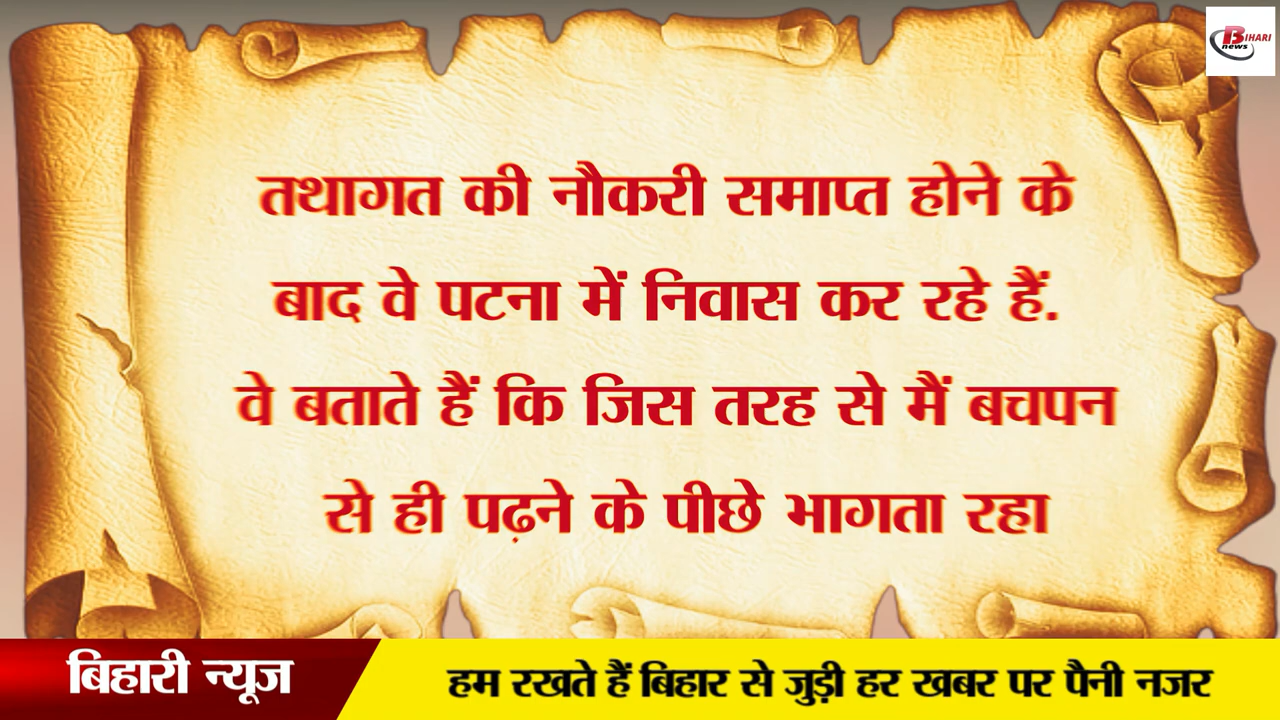 BIHARI
news
तथागत की नौकरी समाप्त होने के
बाद वे पटना में निवास कर रहे हैं.
वे बताते हैं कि जिस तरह से मैं बचपन
से ही पढ़ने के पीछे भागता रहा
बिहारी न्यूज
हम रखते हैं बिहार से जुड़ी हर खबर पर पैनी नजर